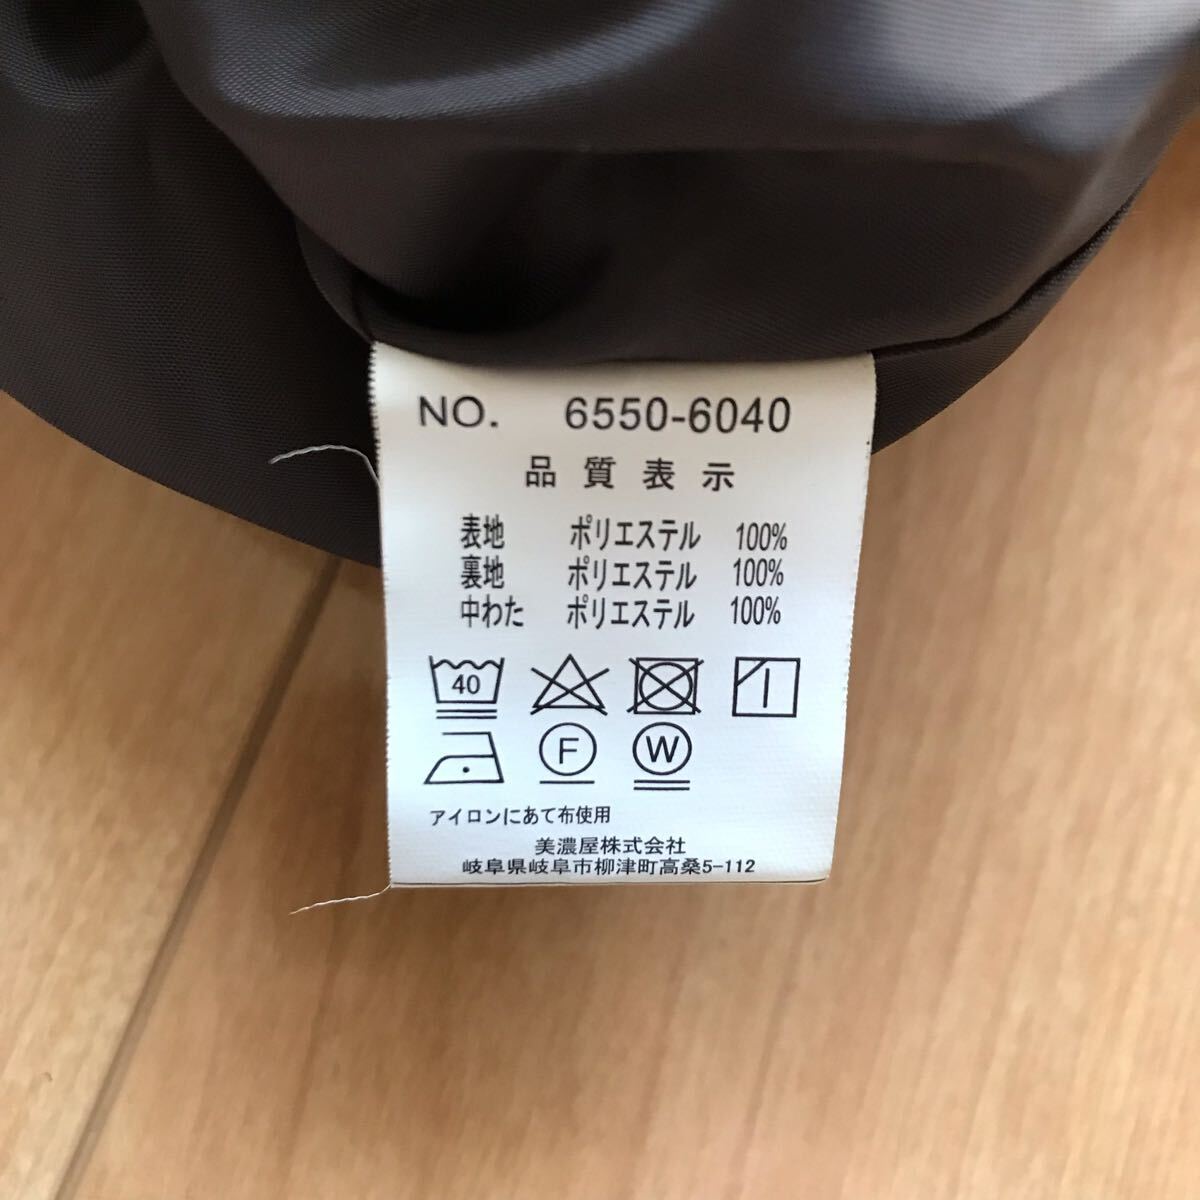 NO. 6550-6040
品質表示
表地 ポリエステル 100%
裏地 ポリエステル 100%
中わた ポリエステル 100%
40
F W
アイロンにあて布使用
美濃屋株式会社
岐阜県岐阜市柳津町高桑5-112